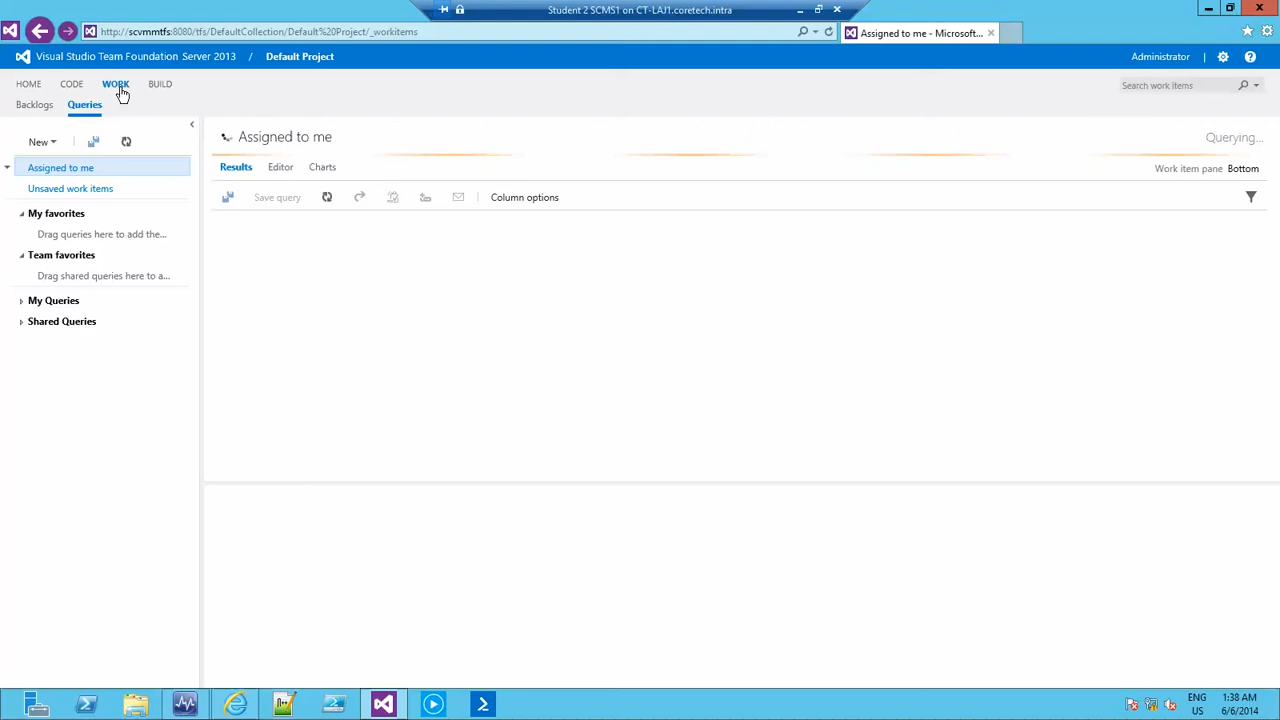 Student 2 SCMS1 on CT-LAJ1.coretech.intra
http://scvmmtfs:8080/tfs/DefaultCollection/Default%20Project/_workitems
Assigned to me - Microsoft...
Visual Studio Team Foundation Server 2013 / Default Project
Administrator
HOME CODE WORK BUILD
Search work items
Backlogs Queries
New
Assigned to me
Unsaved work items
My favorites
Drag queries here to add the...
Team favorites
Drag shared queries here to a...
My Queries
Shared Queries
Assigned to me
Querying...
Results Editor Charts
Work item pane Bottom
Save query
Column options
ENG
US
1:38 AM
6/6/2014